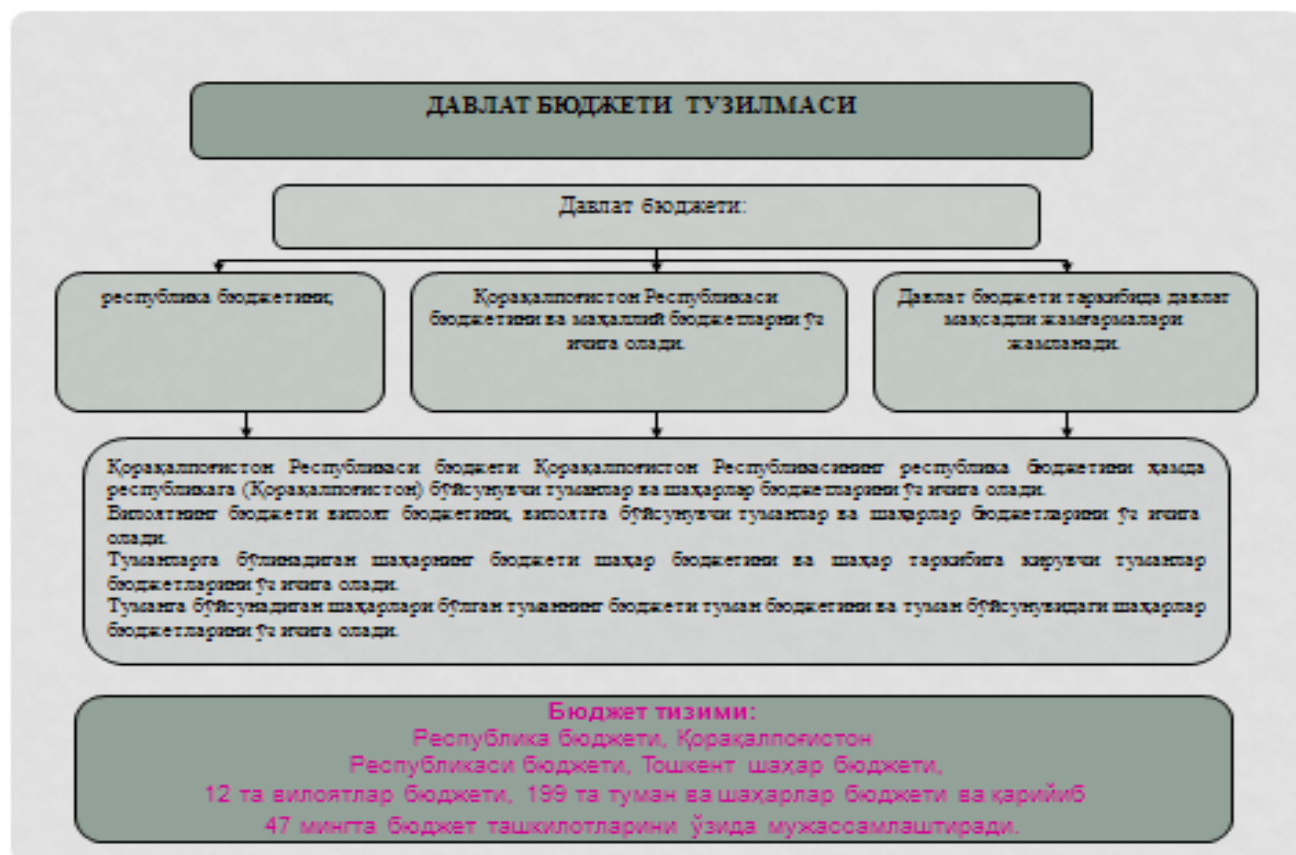 ДАВЛАТ БЮДЖЕТИ ТУЗИЛМАСИ
Давлат бюджети:
республика бюджетини;
Қорақалпоғистон Республикаси
бюджетини ва маҳаллий бюджетларни ўз
ичига олади.
Давлат бюджети таркибида давлат
мақсадли жамғармалари
жамланади.
Қорақалпоғистон Республикаси бюджети Қорақалпоғистон Республикасининг республика бюджетини ҳамда
республикага (Қорақалпоғистон) бўйсунувчи туманлар ва шаҳарлар бюджетларини ўз ичига олади.
Вилоятнинг бюджети вилоят бюджетини, вилоятга бўйсунувчи туманлар ва шаҳарлар бюджетларини ўз ичига
олади.
Туманларга бўлинадиган шаҳарнинг бюджети шаҳар бюджетини ва шаҳар таркибига кирувчи туманлар
бюджетларини ўз ичига олади.
Туманга бўйсунадиган шаҳарлари бўлган туманнинг бюджети туман бюджетини ва туман бўйсунувидаги шаҳарлар
бюджетларини ўз ичига олади.
Бюджет тизими:
Республика бюджети, Қорақалпоғистон
Республикаси бюджети, Тошкент шаҳар бюджети,
12 та вилоятлар бюджети, 199 та туман ва шаҳарлар бюджети ва қарийиб
47 мингта бюджет ташкилотларини ўзида мужассамлаштиради.